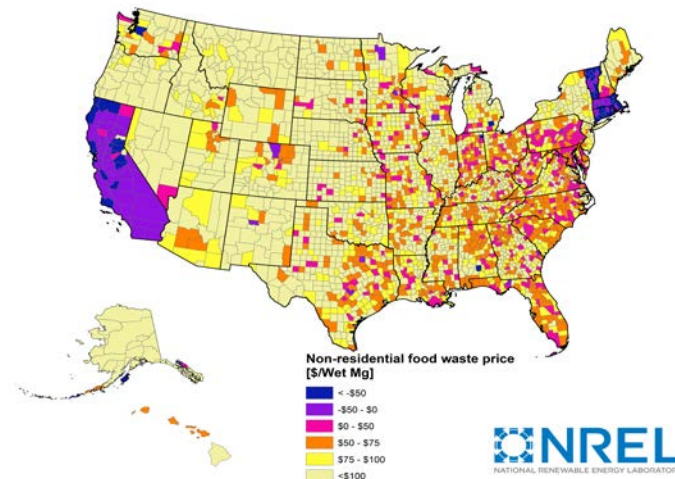 Non-residential food waste price
[$/Wet Mg]
< -$50
-$50 - $0
$0 - $50
$50 - $75
$75 - $100
<$100
NREL
NATIONAL RENEWABLE ENERGY LABORATORY